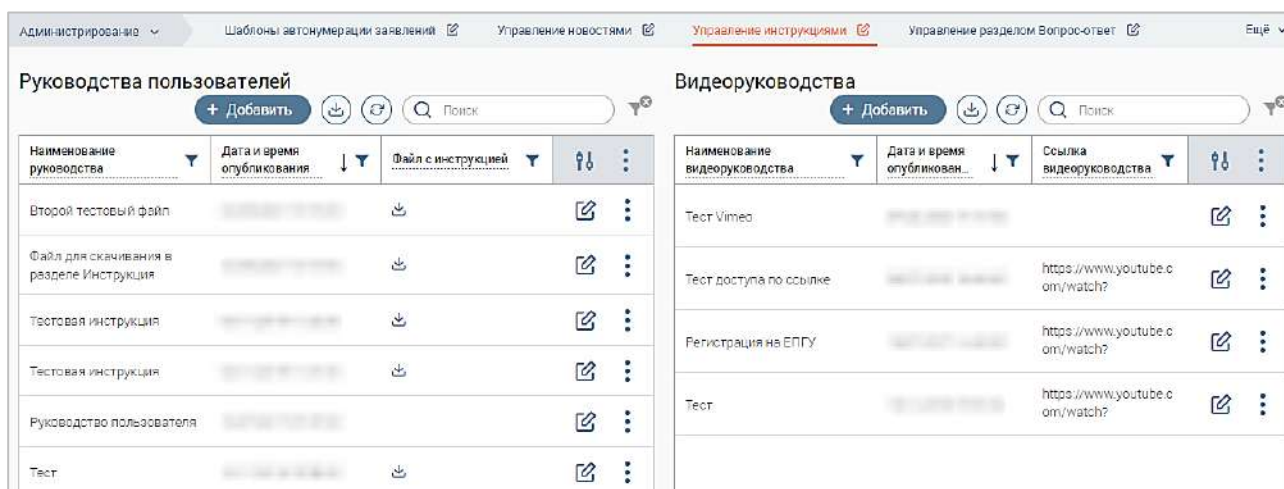 Администрирование
Шаблоны автонумерации заявлений
Управление новостями
Управление инструкциями
Управление разделом Вопрос-ответ
Ещё
Руководства пользователей
+ Добавить
Поиск
Наименование
руководства
Дата и время
опубликования
Файл с инструкцией
Второй тестовый файл
Файл для скачивания в
разделе Инструкция
Тестовая инструкция
Тестовая инструкция
Руководство пользователя
Тест
Видеоруководства
+ Добавить
Поиск
Наименование
видеоруководства
Дата и время
опубликован...
Ссылка
видеоруководства
Тест Vimeo
Тест доступа по ссылке
https://www.youtube.c
om/watch?
Регистрация на ЕПГУ
https://www.youtube.c
om/watch?
Тест
https://www.youtube.c
om/watch?